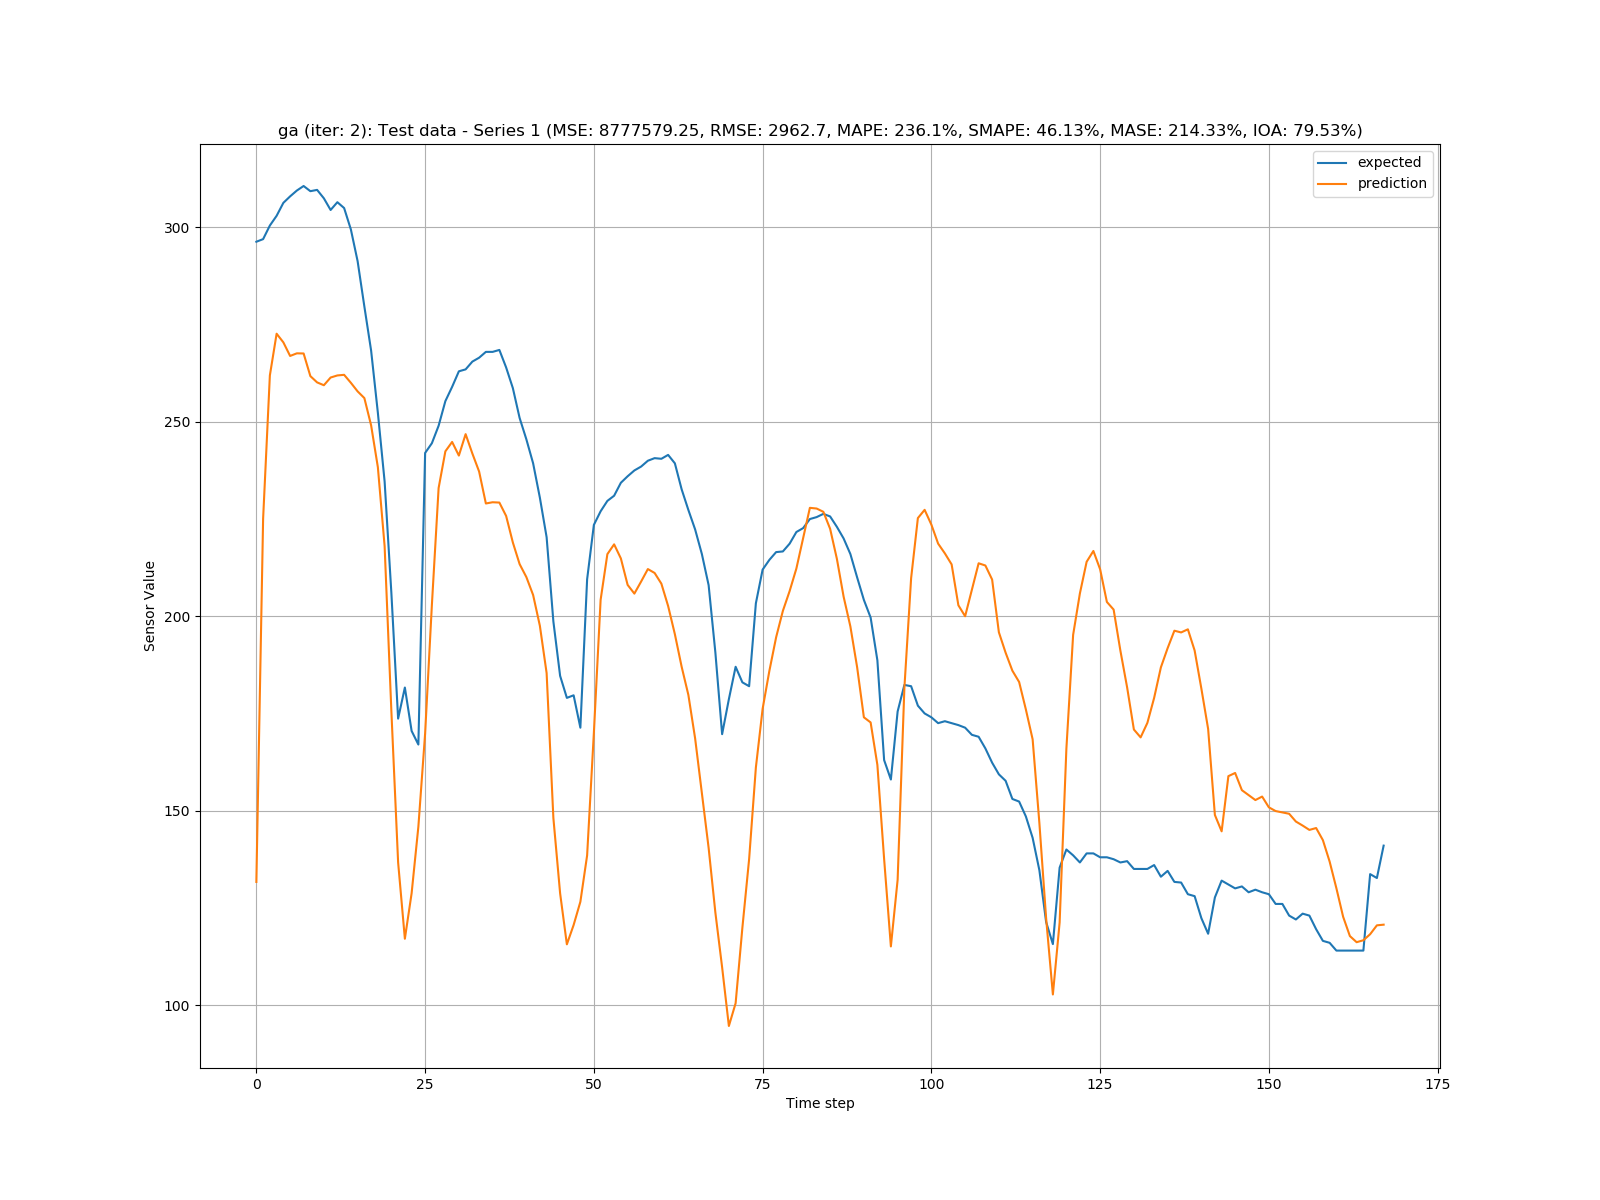 ga (iter: 2): Test data - Series 1 (MSE: 8777579.25, RMSE: 2962.7, MAPE: 236.1%, SMAPE: 46.13%, MASE: 214.33%, IOA: 79.53%)
expected
prediction
300
250
200
150
100
Sensor Value
0 25 50 75 100 125 150 175
Time step